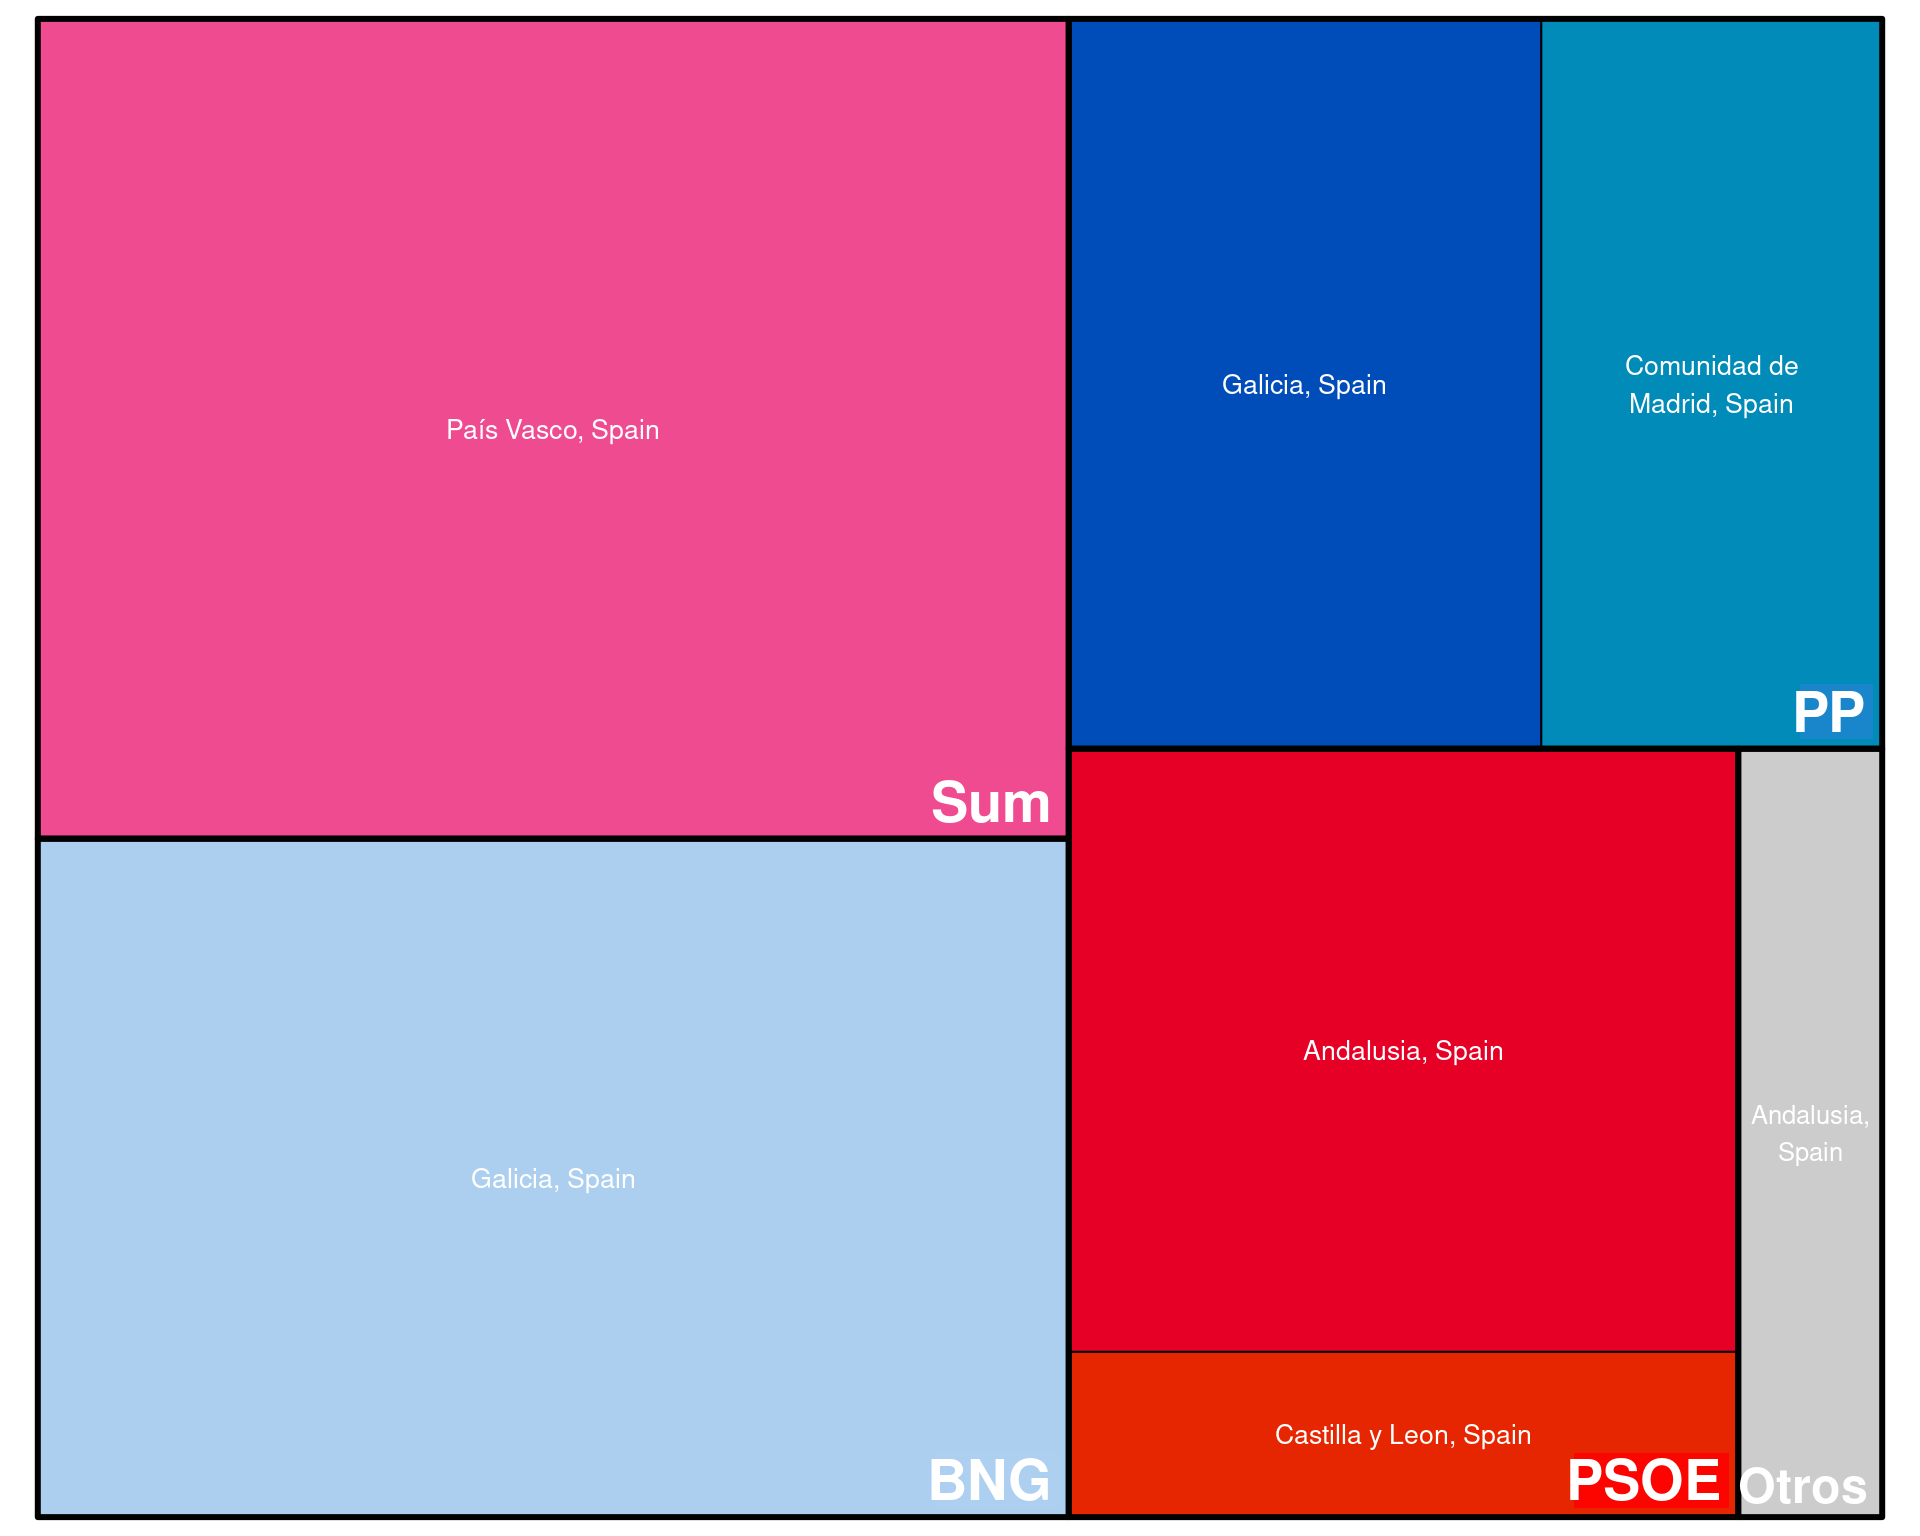 País Vasco, Spain
Sum
Galicia, Spain
Comunidad de
Madrid, Spain
PP
Galicia, Spain
BNG
Andalusia, Spain
Castilla y Leon, Spain
PSOE
Andalusia,
Spain
Otros